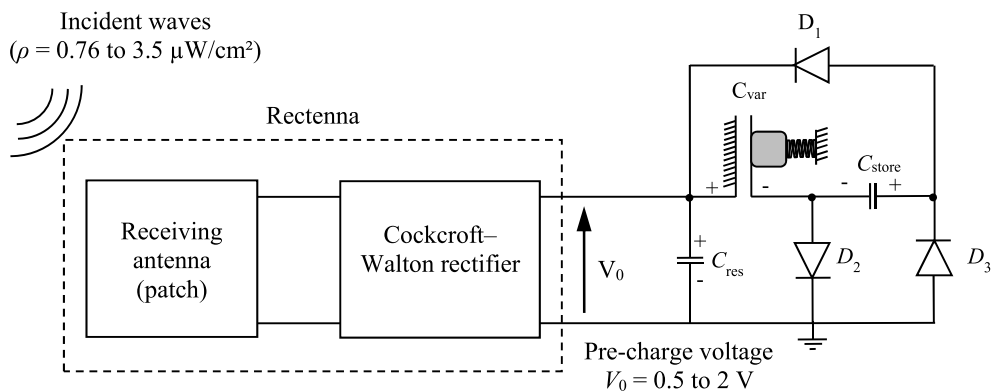 Incident waves
(ρ = 0.76 to 3.5 µW/cm²)
Rectenna
Receiving
antenna
(patch)
Cockcroft–
Walton rectifier
V₀
Pre-charge voltage
V₀ = 0.5 to 2 V
D₁
Cvar
+
-
-
Cstore
+
+
Cres
-
D₂
D₃